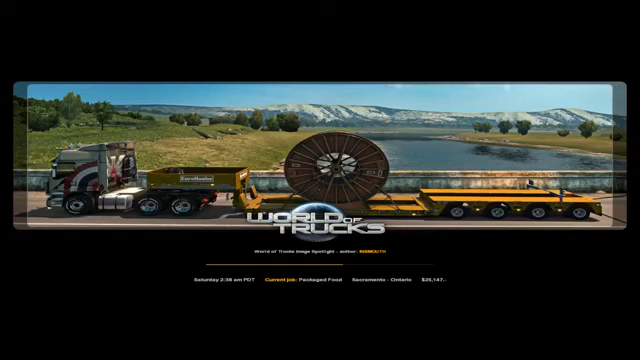 EuroHauler
WORLD OF
TRUCKS
World of Trucks Image Spotlight - author:
Saturday 2:38 am PDT Current job: Packaged Food Sacramento - Ontario $25,147.-